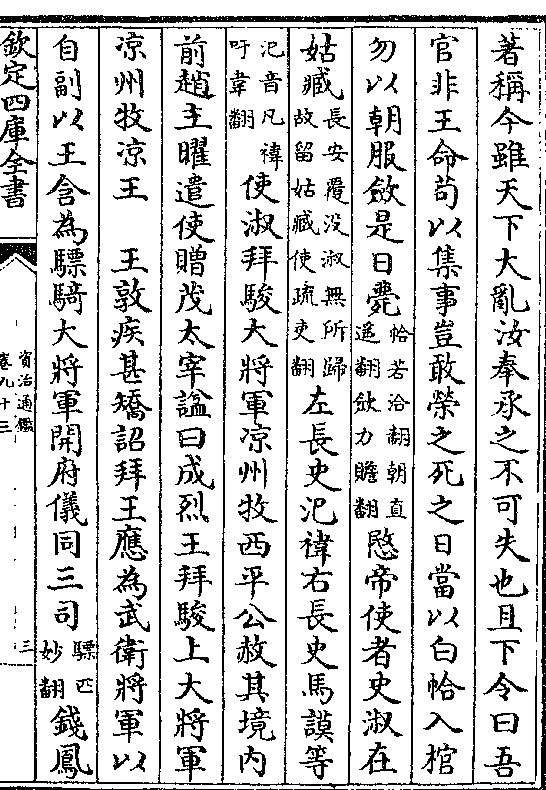 著稱今雖天下大亂汝奉承之不可失也且下令曰吾
官非王命茍以集事豈敢榮之死之日當以白帢入棺
勿以朝服斂是日薨帢苦洽翻朝直遥翻斂力贍翻愍帝使者史淑在
姑臧長安覆没淑無所歸故留姑臧使疏吏翻左長史氾禕右長史馬謨等
氾音凡禕吁韋翻使淑拜駿大將軍凉州牧西平公赦其境内
前趙主曜遣使贈茂太宰諡曰成烈王拜駿上大將軍
凉州牧凉王　王敦疾甚矯詔拜王應為武衛將軍以
自副以王含為驃騎大將軍開府儀同三司驃匹妙翻錢鳳
欽定四庫全書
資治通鑑
卷九十三
三